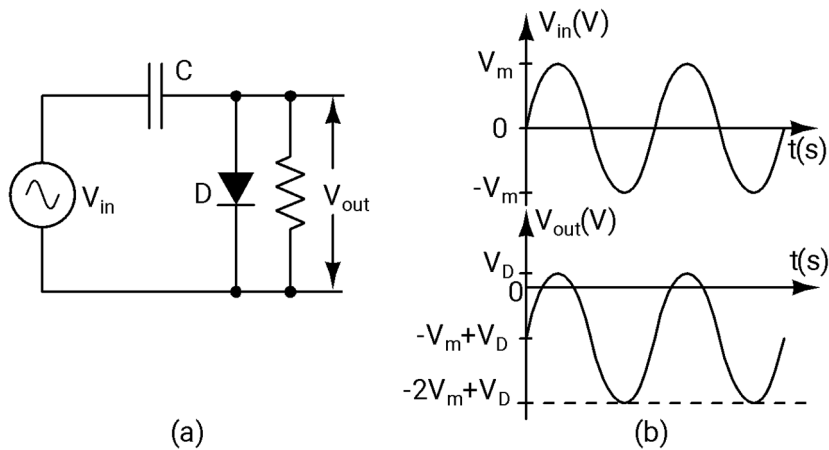 C
D
V_in
V_out
(a)
V_in(V)
V_m
0
-V_m
t(s)
V_out(V)
V_D
0
t(s)
-V_m+V_D
-2V_m+V_D
(b)